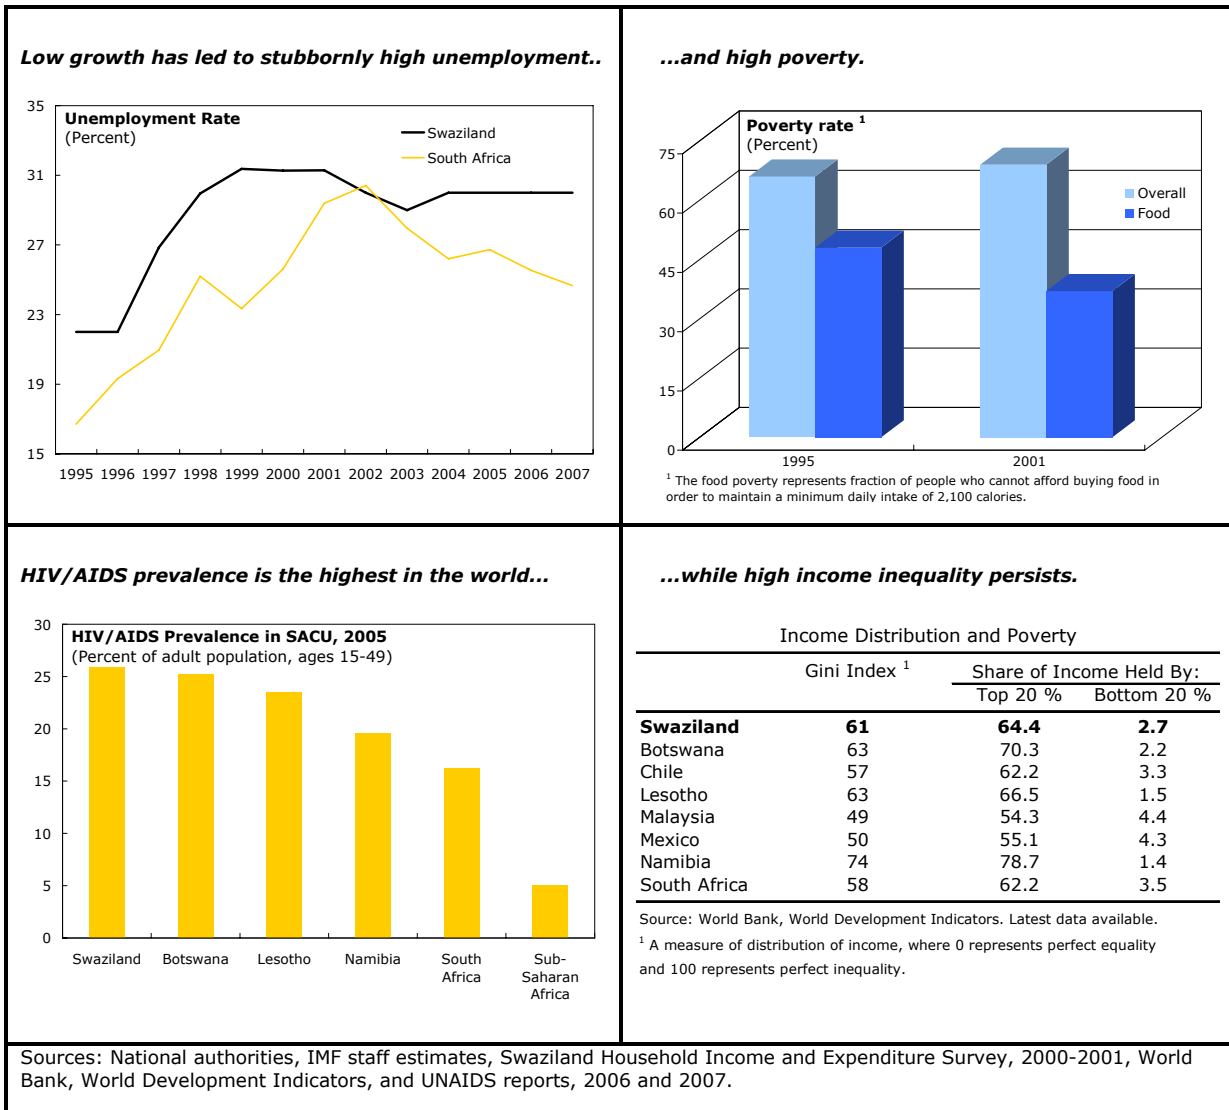 Low growth has led to stubbornly high unemployment..
35
31
27
23
19
15
Unemployment Rate
(Percent)
Swaziland
South Africa
1995 1996 1997 1998 1999 2000 2001 2002 2003 2004 2005 2006 2007
...and high poverty.
Poverty rate 1
(Percent)
75
60
45
30
15
0
Overall
Food
1995 2001
1 The food poverty represents fraction of people who cannot afford buying food in
order to maintain a minimum daily intake of 2,100 calories.
HIV/AIDS prevalence is the highest in the world...
30
25
20
15
10
5
0
HIV/AIDS Prevalence in SACU, 2005
(Percent of adult population, ages 15-49)
Swaziland Botswana Lesotho Namibia South Sub-
Africa Saharan
Africa
...while high income inequality persists.
Income Distribution and Poverty
Gini Index 1 Share of Income Held By:
Top 20 % Bottom 20 %
Swaziland 61 64.4 2.7
Botswana 63 70.3 2.2
Chile 57 62.2 3.3
Lesotho 63 66.5 1.5
Malaysia 49 54.3 4.4
Mexico 50 55.1 4.3
Namibia 74 78.7 1.4
South Africa 58 62.2 3.5
Source: World Bank, World Development Indicators. Latest data available.
1 A measure of distribution of income, where 0 represents perfect equality
and 100 represents perfect inequality.
Sources: National authorities, IMF staff estimates, Swaziland Household Income and Expenditure Survey, 2000-2001, World
Bank, World Development Indicators, and UNAIDS reports, 2006 and 2007.